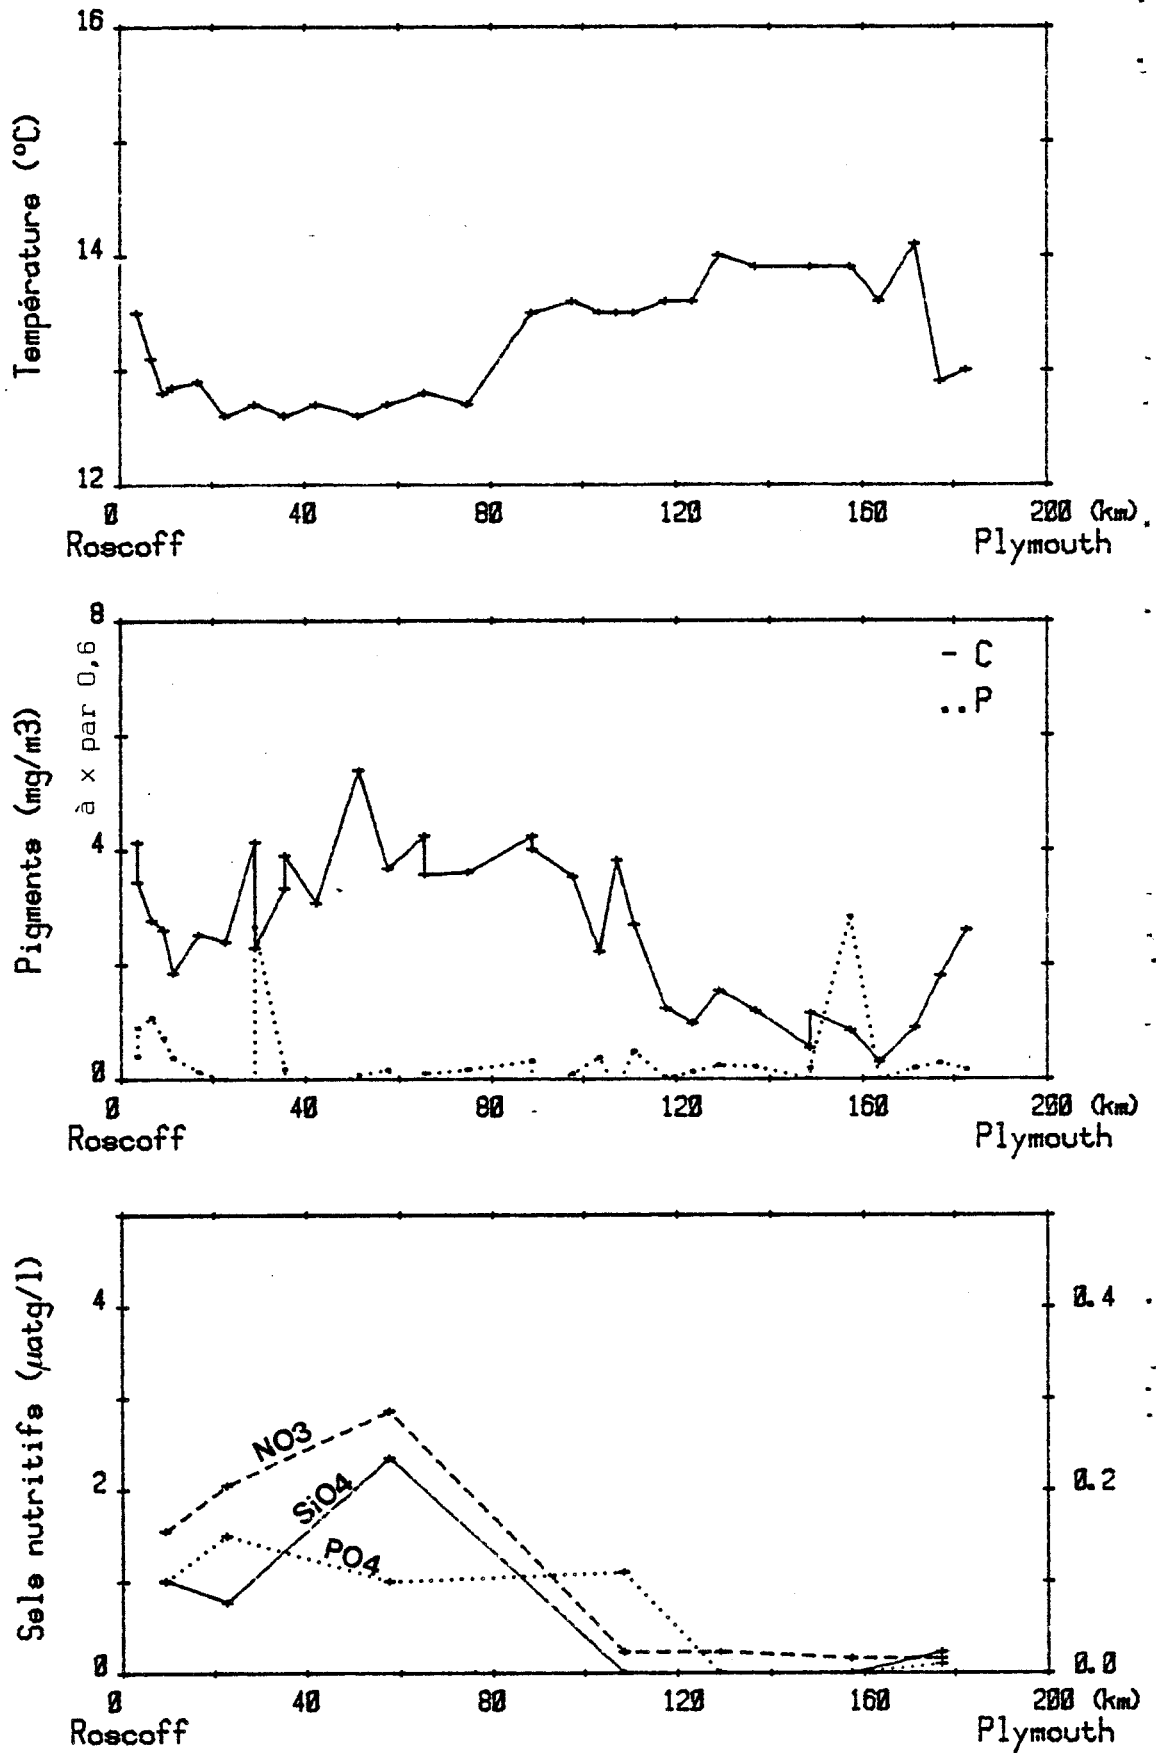 16
Température (ºC)
14
12
0 40 80 120 160 200 (km)
Roscoff Plymouth
8
Pigments (mg/m3)
à x par 0,6
- C
.. P
4
0
0 40 80 120 160 200 (km)
Roscoff Plymouth
Sels nutritifs (µatg/l)
4 0.4
NO3
2 0.2
SiO4
PO4
0 0.0
0 40 80 120 160 200 (km)
Roscoff Plymouth